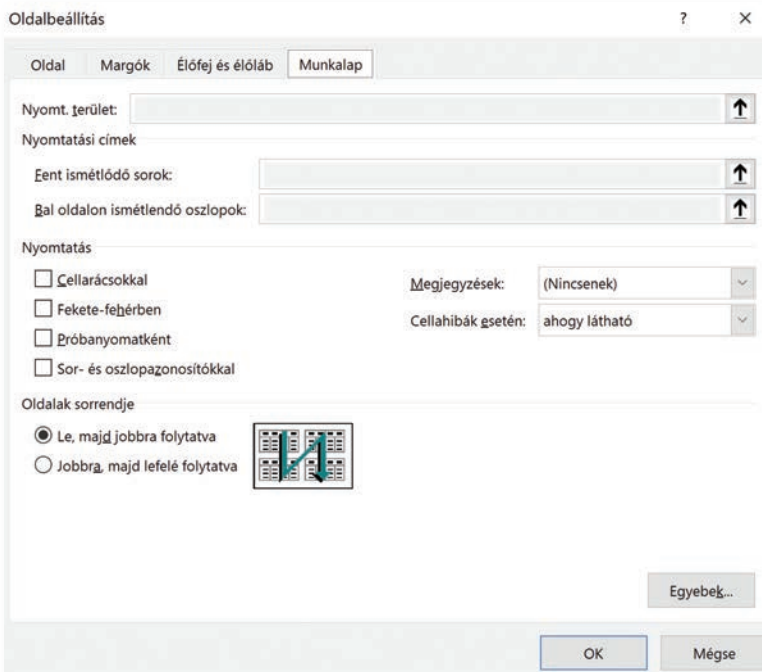 Oldalbeállítás ? ×
Oldal Margók Élőfej és élőláb Munkalap
Nyomt. terület:
Nyomtatási címek
Fent ismétlődő sorok:
Bal oldalon ismétlendő oszlopok:
Nyomtatás
Cellarácsokkal
Megjegyzések: (Nincsenek)
Fekete-fehérben
Cellahibák esetén: ahogy látható
Próbanyomatként
Sor- és oszlopazonosítókkal
Oldalak sorrendje
Le, majd jobbra folytatva
Jobbra, majd lefelé folytatva
Egyebek...
OK Mégse